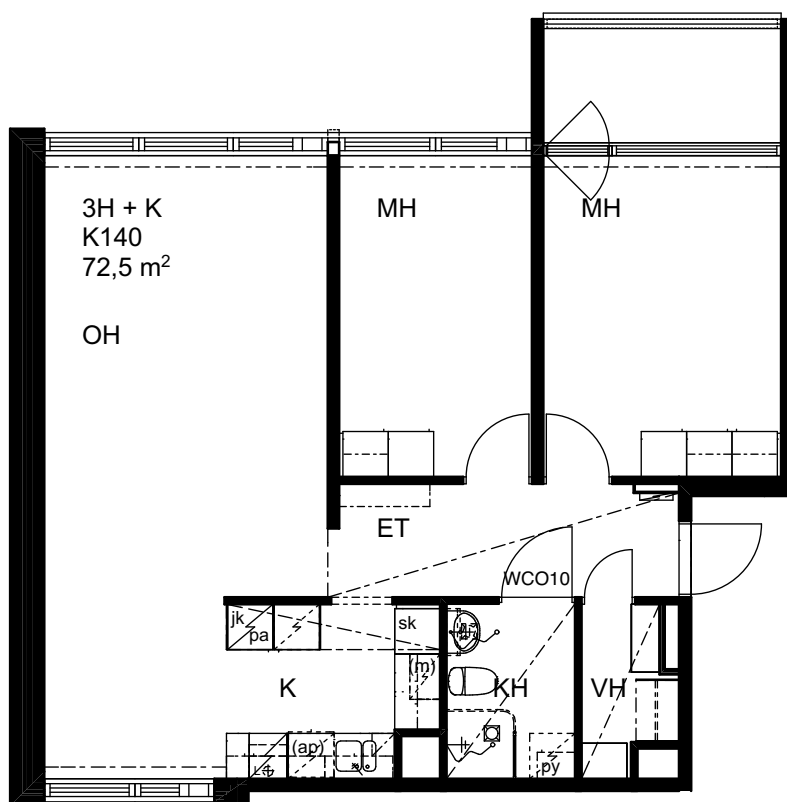 3H + K
K140
72,5 m²
OH
MH
MH
ET
WCO10
jk
pa
sk
(m)
K
KH
VH
(ap)
py